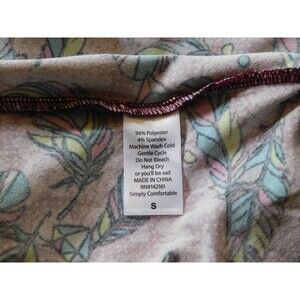 96% Polyester
4% Spandex
Machine Wash Cold
Gentle Cycle
Do Not Bleach
Hang Dry
or you'll be sad
MADE IN CHINA
RN#142161
Simply Comfortable
S